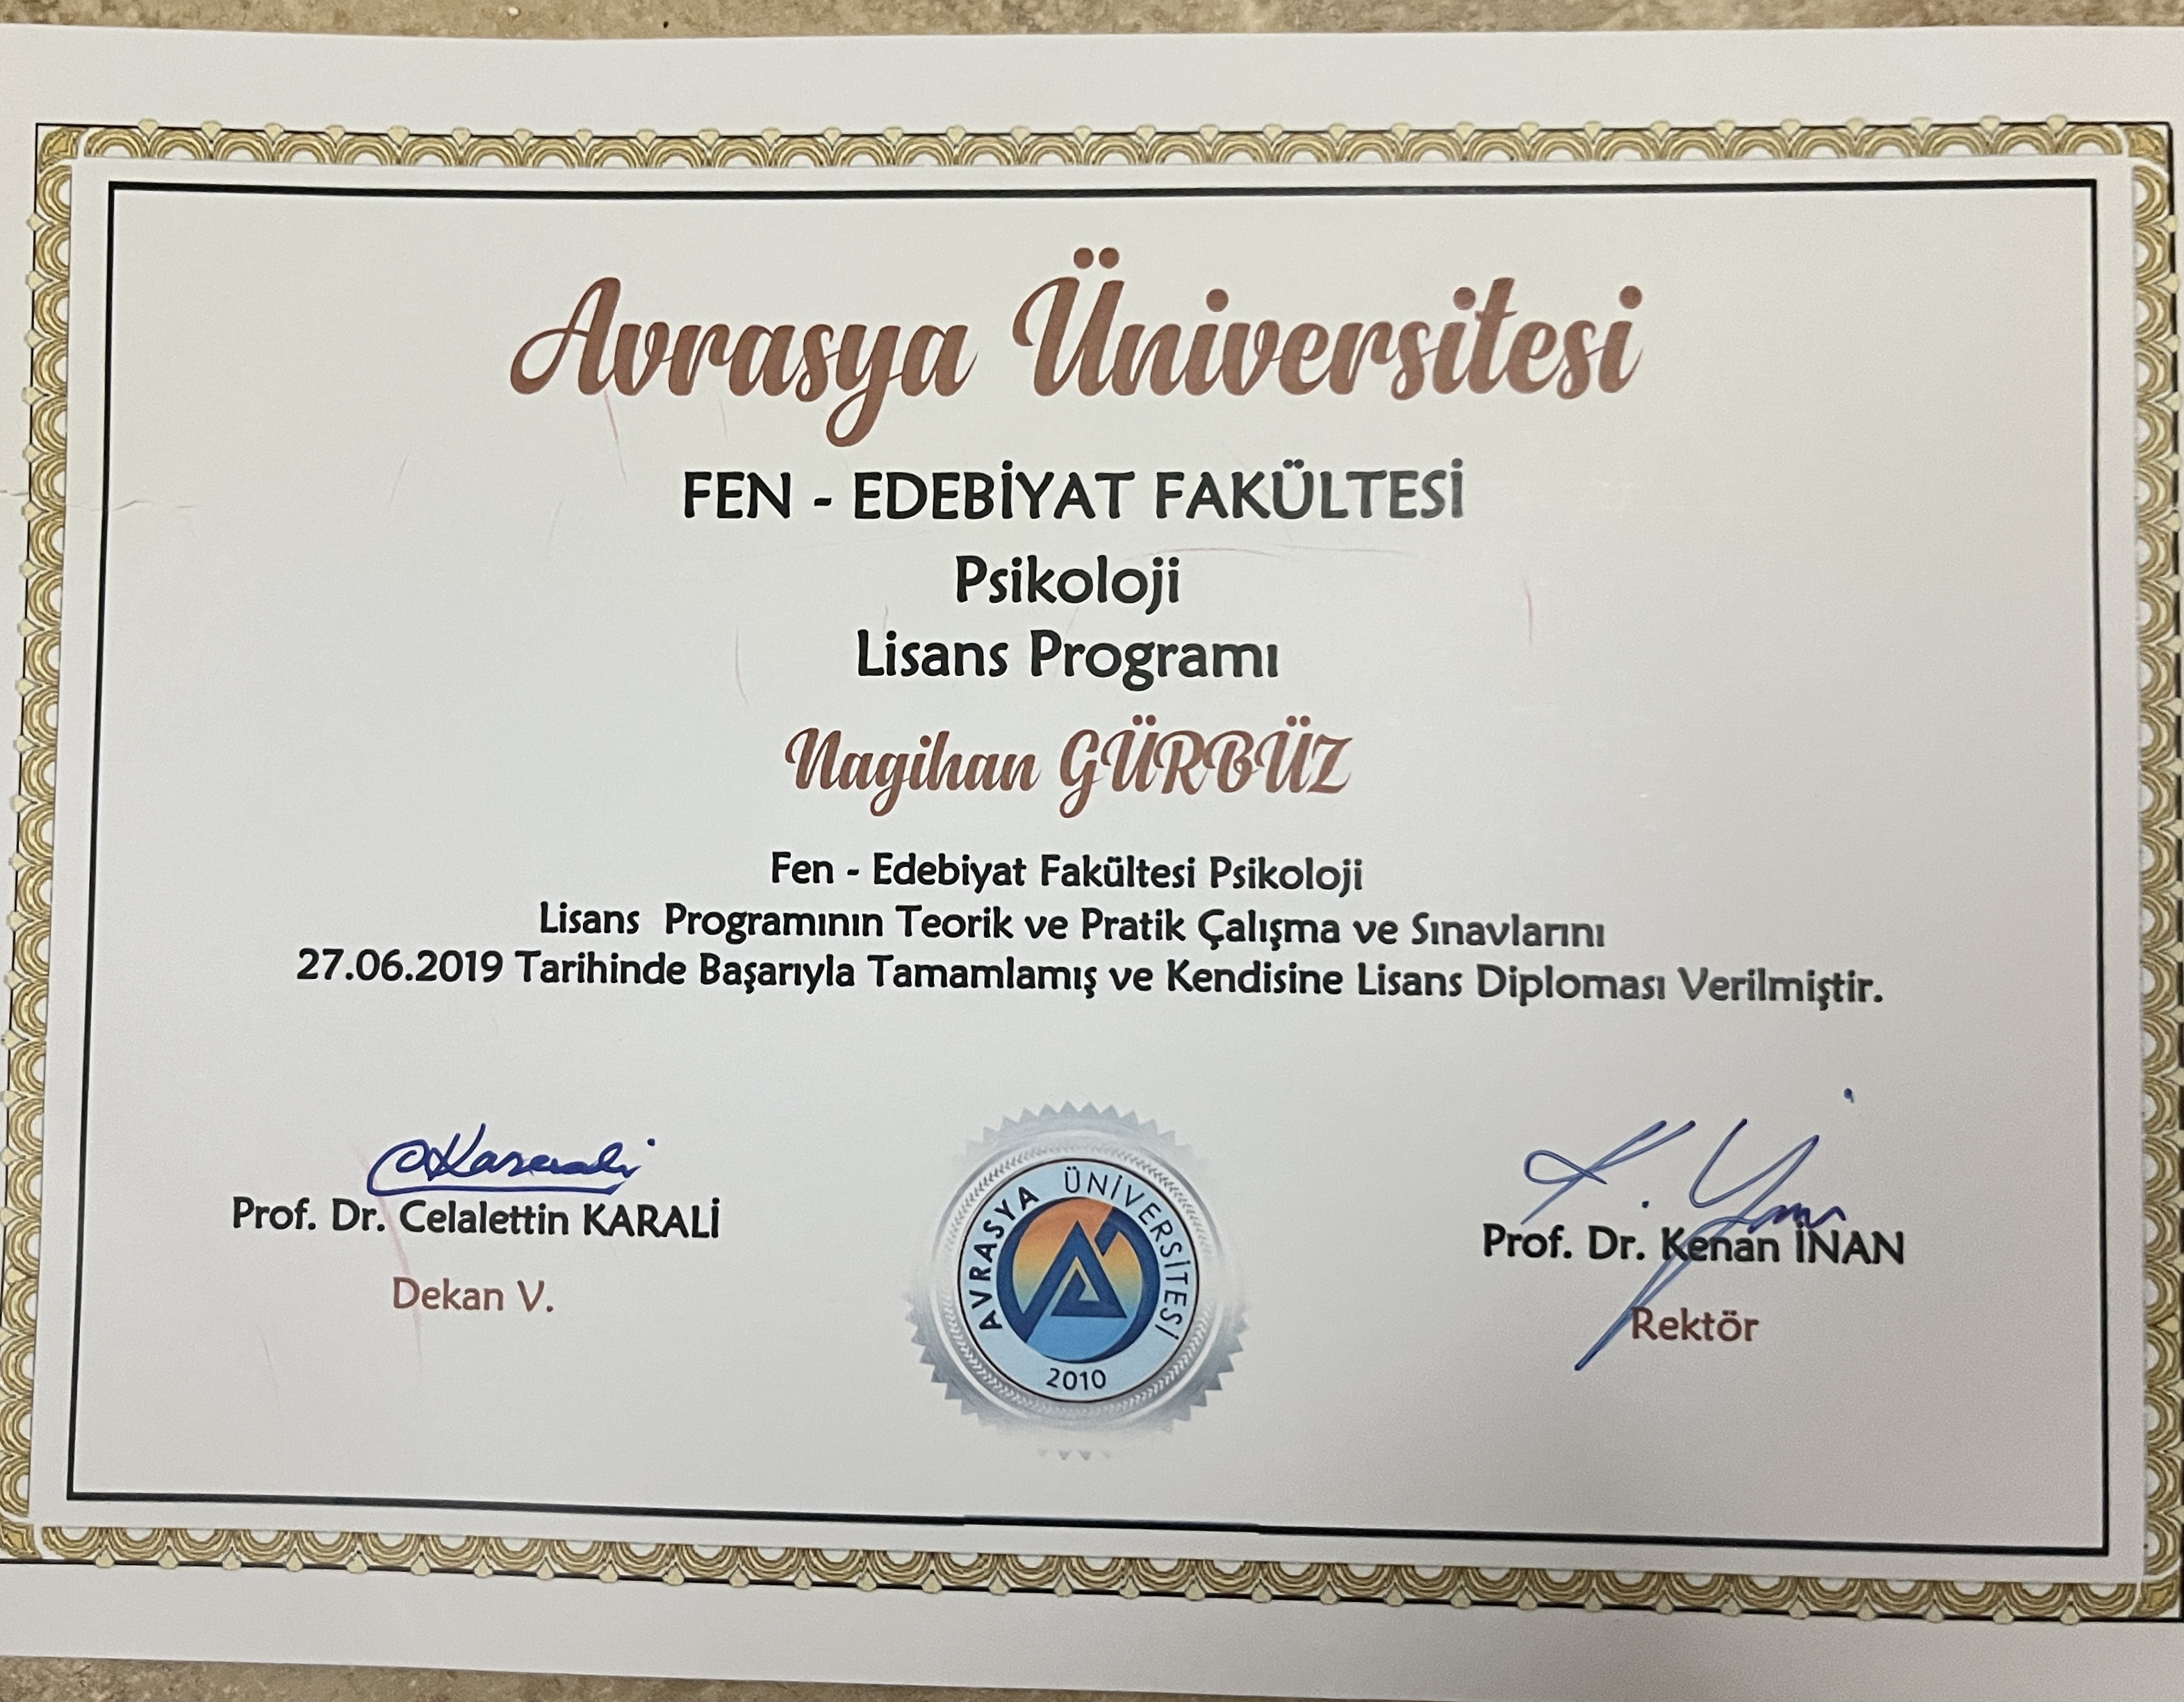 Avrasya Üniversitesi
FEN - EDEBİYAT FAKÜLTESİ
Psikoloji
Lisans Programı
Nagihan GÜRBÜZ
Fen - Edebiyat Fakültesi Psikoloji
Lisans Programının Teorik ve Pratik Çalışma ve Sınavlarını
27.06.2019 Tarihinde Başarıyla Tamamlamış ve Kendisine Lisans Diploması Verilmiştir.
Prof. Dr. Celalettin KARALİ
Dekan V.
AVRASYA ÜNİVERSİTESİ
2010
Prof. Dr. Kenan İNAN
Rektör